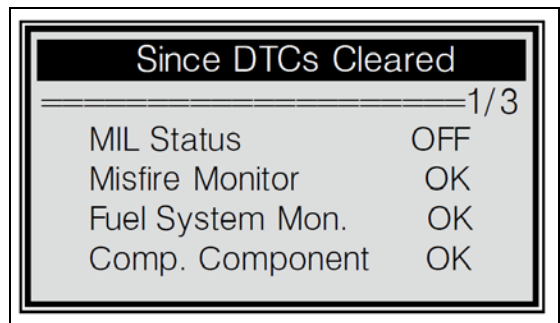 Since DTCs Cleared
====================1/3
MIL Status OFF
Misfire Monitor OK
Fuel System Mon. OK
Comp. Component OK